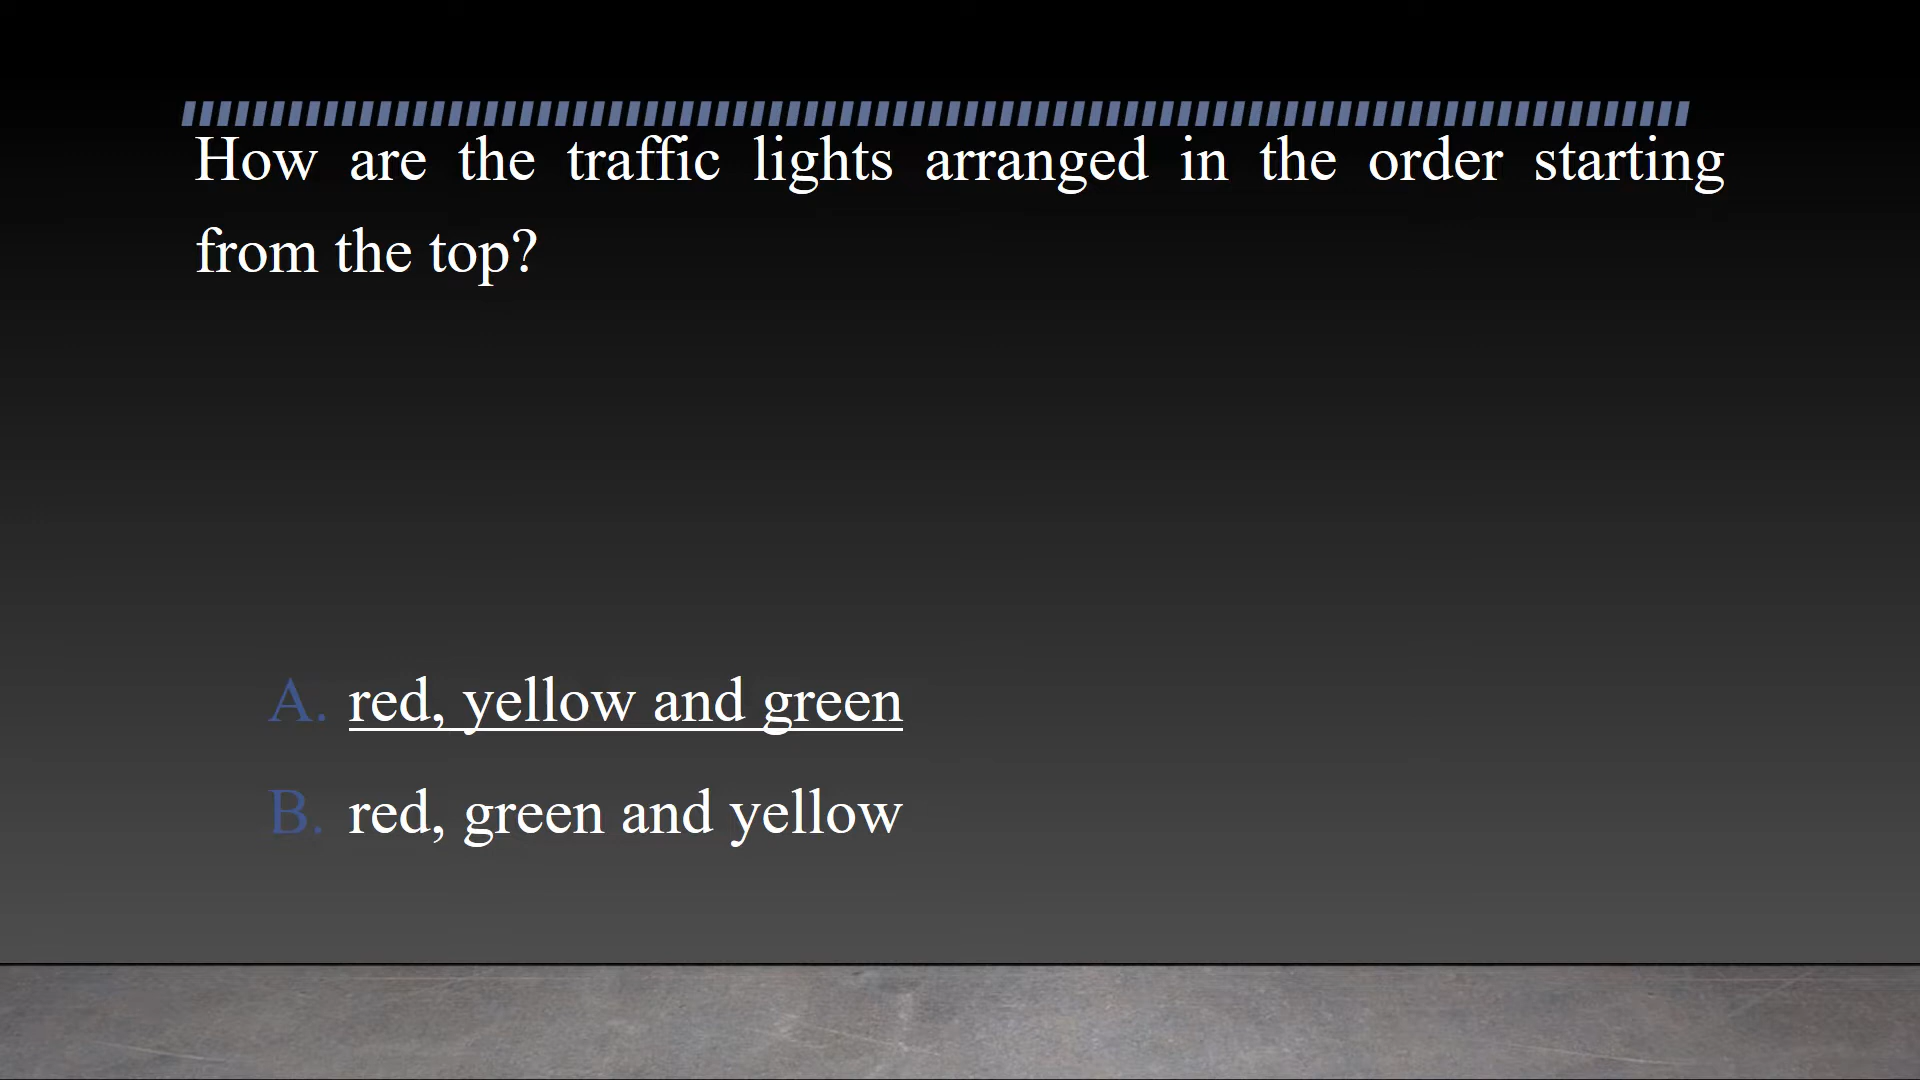 How are the traffic lights arranged in the order starting
from the top?
A. red, yellow and green
B. red, green and yellow